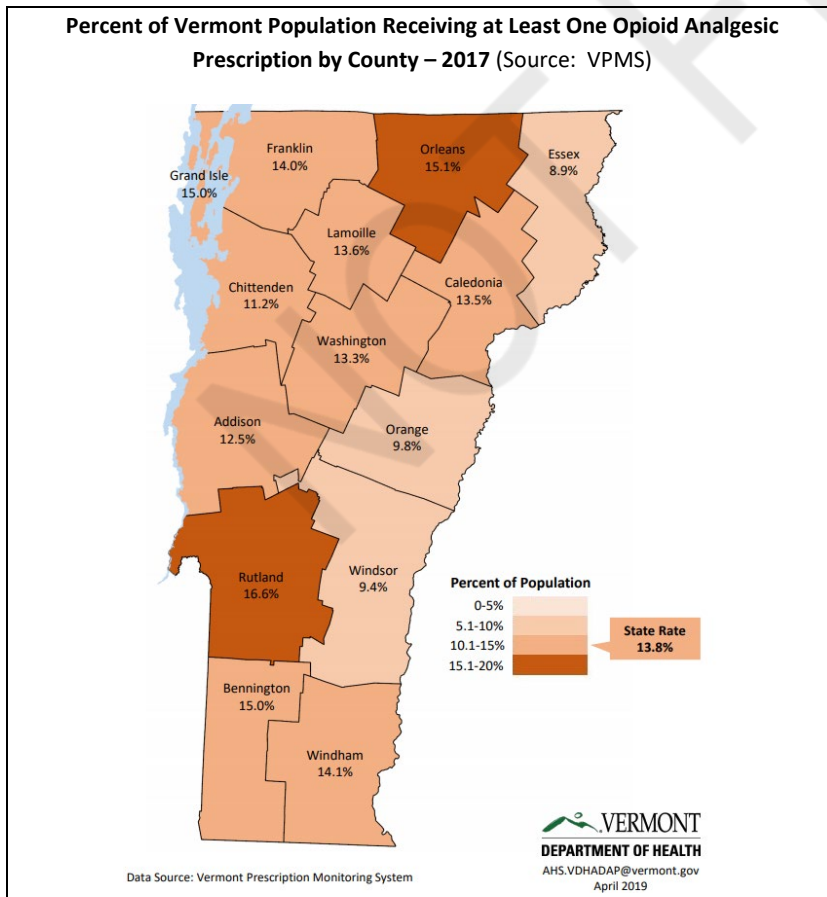 Percent of Vermont Population Receiving at Least One Opioid Analgesic
Prescription by County – 2017 (Source: VPMS)
Franklin
14.0%
Orleans
15.1%
Essex
8.9%
Grand Isle
15.0%
Lamoille
13.6%
Caledonia
13.5%
Chittenden
11.2%
Washington
13.3%
Addison
12.5%
Orange
9.8%
Rutland
16.6%
Windsor
9.4%
Percent of Population
0-5%
5.1-10%
10.1-15%
15.1-20%
State Rate
13.8%
Bennington
15.0%
Windham
14.1%
VERMONT
DEPARTMENT OF HEALTH
AHS.VDHADAP@vermont.gov
April 2019
Data Source: Vermont Prescription Monitoring System
NOT F